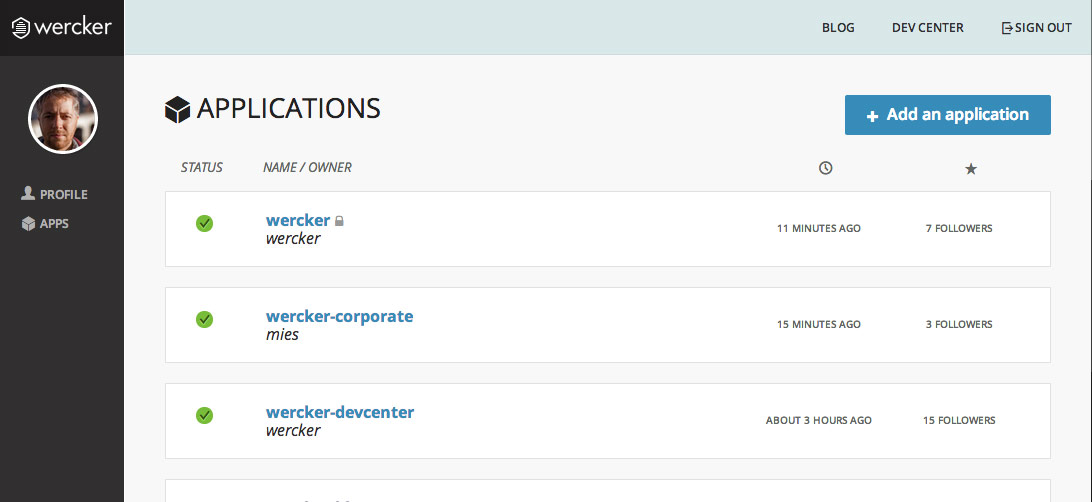 wercker
BLOG
DEV CENTER
SIGN OUT
PROFILE
APPS
APPLICATIONS
+ Add an application
STATUS
NAME / OWNER
wercker
wercker
11 MINUTES AGO
7 FOLLOWERS
wercker-corporate
mies
15 MINUTES AGO
3 FOLLOWERS
wercker-devcenter
wercker
ABOUT 3 HOURS AGO
15 FOLLOWERS